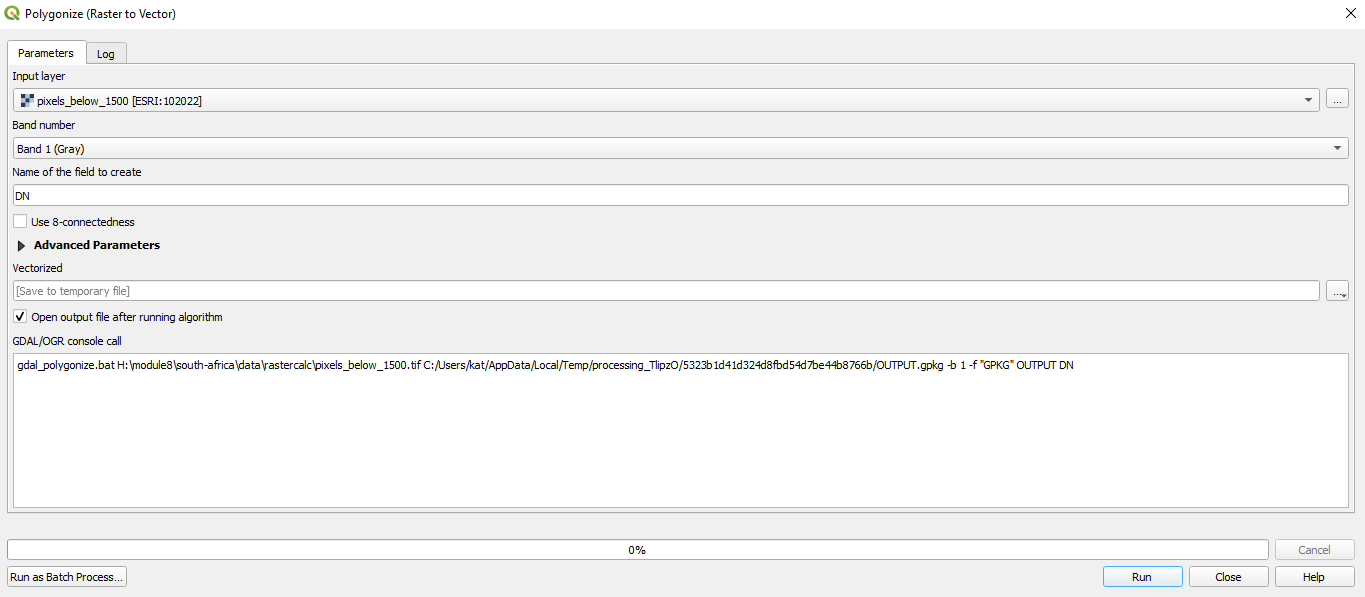 Polygonize (Raster to Vector)
Parameters
Log
Input layer
pixels_below_1500 [ESRI:102022]
...
Band number
Band 1 (Gray)
Name of the field to create
DN
Use 8-connectedness
Advanced Parameters
Vectorized
[Save to temporary file]
...
Open output file after running algorithm
GDAL/OGR console call
gdal_polygonize.bat H:\module8\south-africa\data\rastercalc\pixels_below_1500.tif C:/Users/kat/AppData/Local/Temp/processing_TlipzO/5323b1d41d324d8fbd54d7be44b8766b/OUTPUT.gpkg -b 1 -f "GPKG" OUTPUT DN
0%
Cancel
Run as Batch Process...
Run
Close
Help